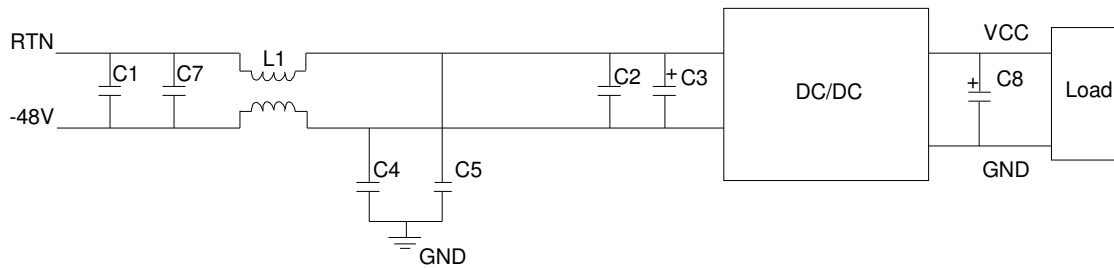 RTN
L1
VCC
C1
C7
C2
+
C3
DC/DC
+
C8
Load
-48V
C4
C5
GND
GND